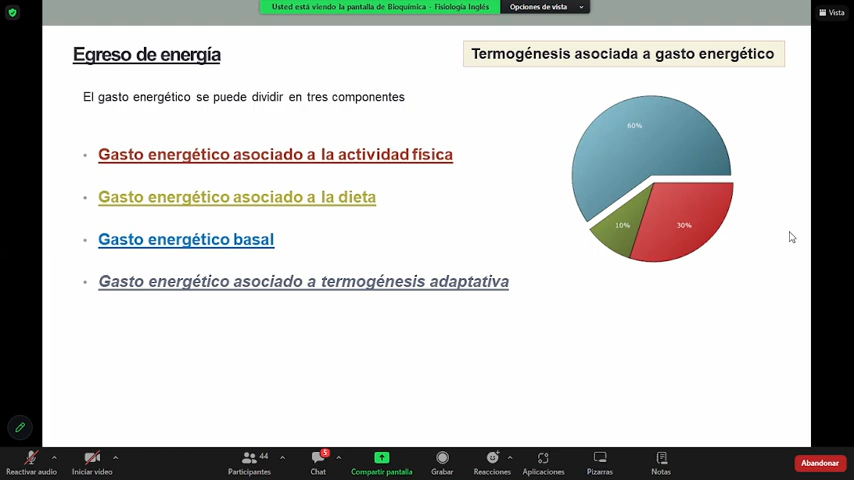 Usted está viendo la pantalla de Bioquímica - Fisiología Inglés
Opciones de vista
Vista
Egreso de energía
Termogénesis asociada a gasto energético
El gasto energético se puede dividir en tres componentes
Gasto energético asociado a la actividad física
Gasto energético asociado a la dieta
Gasto energético basal
Gasto energético asociado a termogénesis adaptativa
60%
10%
30%
Reactivar audio
Iniciar video
44
Participantes
5
Chat
Compartir pantalla
Grabar
Reacciones
Aplicaciones
Pizarras
Notas
Abandonar